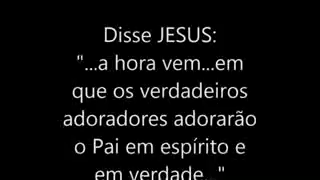 Disse JESUS:
"...a hora vem...em
que os verdadeiros
adoradores adorarão
o Pai em espírito e
em verdade..."